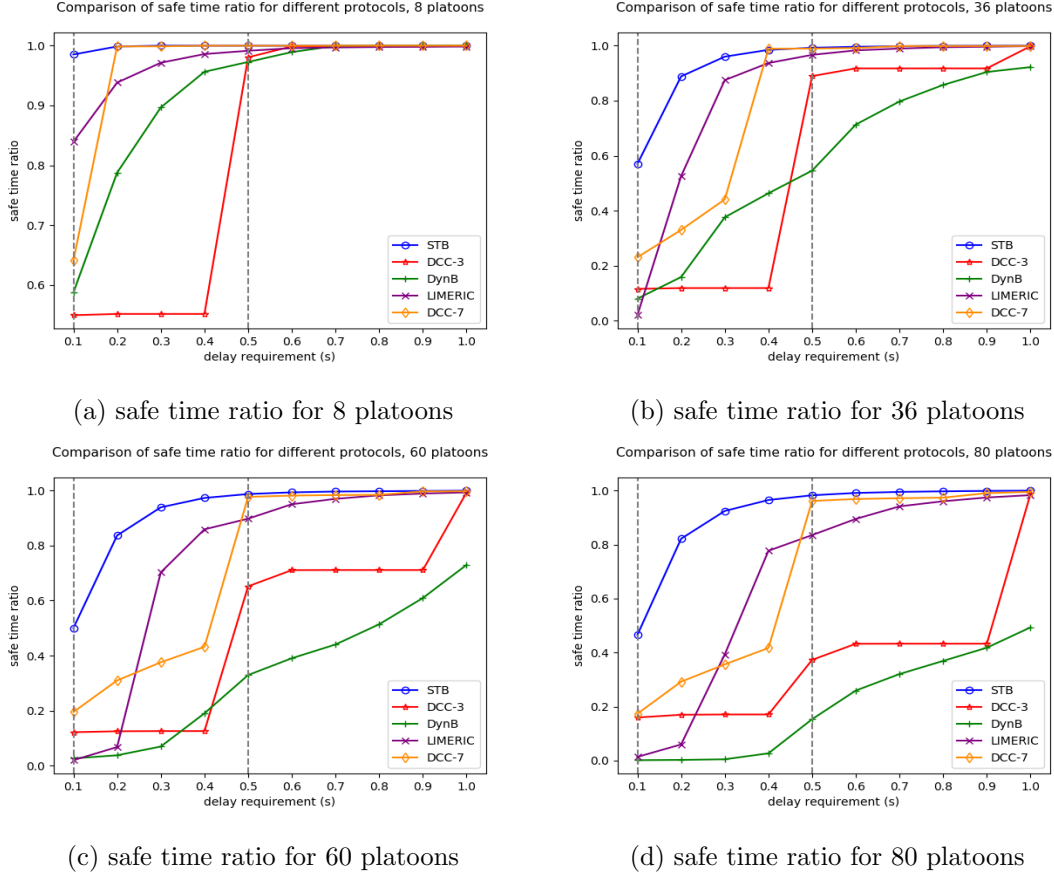 Comparison of safe time ratio for different protocols, 8 platoons
safe time ratio
1.0
0.9
0.8
0.7
0.6
STB
DCC-3
DynB
LIMERIC
DCC-7
0.1 0.2 0.3 0.4 0.5 0.6 0.7 0.8 0.9 1.0
delay requirement (s)
(a) safe time ratio for 8 platoons
Comparison of safe time ratio for different protocols, 36 platoons
safe time ratio
1.0
0.8
0.6
0.4
0.2
0.0
STB
DCC-3
DynB
LIMERIC
DCC-7
0.1 0.2 0.3 0.4 0.5 0.6 0.7 0.8 0.9 1.0
delay requirement (s)
(b) safe time ratio for 36 platoons
Comparison of safe time ratio for different protocols, 60 platoons
safe time ratio
1.0
0.8
0.6
0.4
0.2
0.0
STB
DCC-3
DynB
LIMERIC
DCC-7
0.1 0.2 0.3 0.4 0.5 0.6 0.7 0.8 0.9 1.0
delay requirement (s)
(c) safe time ratio for 60 platoons
Comparison of safe time ratio for different protocols, 80 platoons
safe time ratio
1.0
0.8
0.6
0.4
0.2
0.0
STB
DCC-3
DynB
LIMERIC
DCC-7
0.1 0.2 0.3 0.4 0.5 0.6 0.7 0.8 0.9 1.0
delay requirement (s)
(d) safe time ratio for 80 platoons